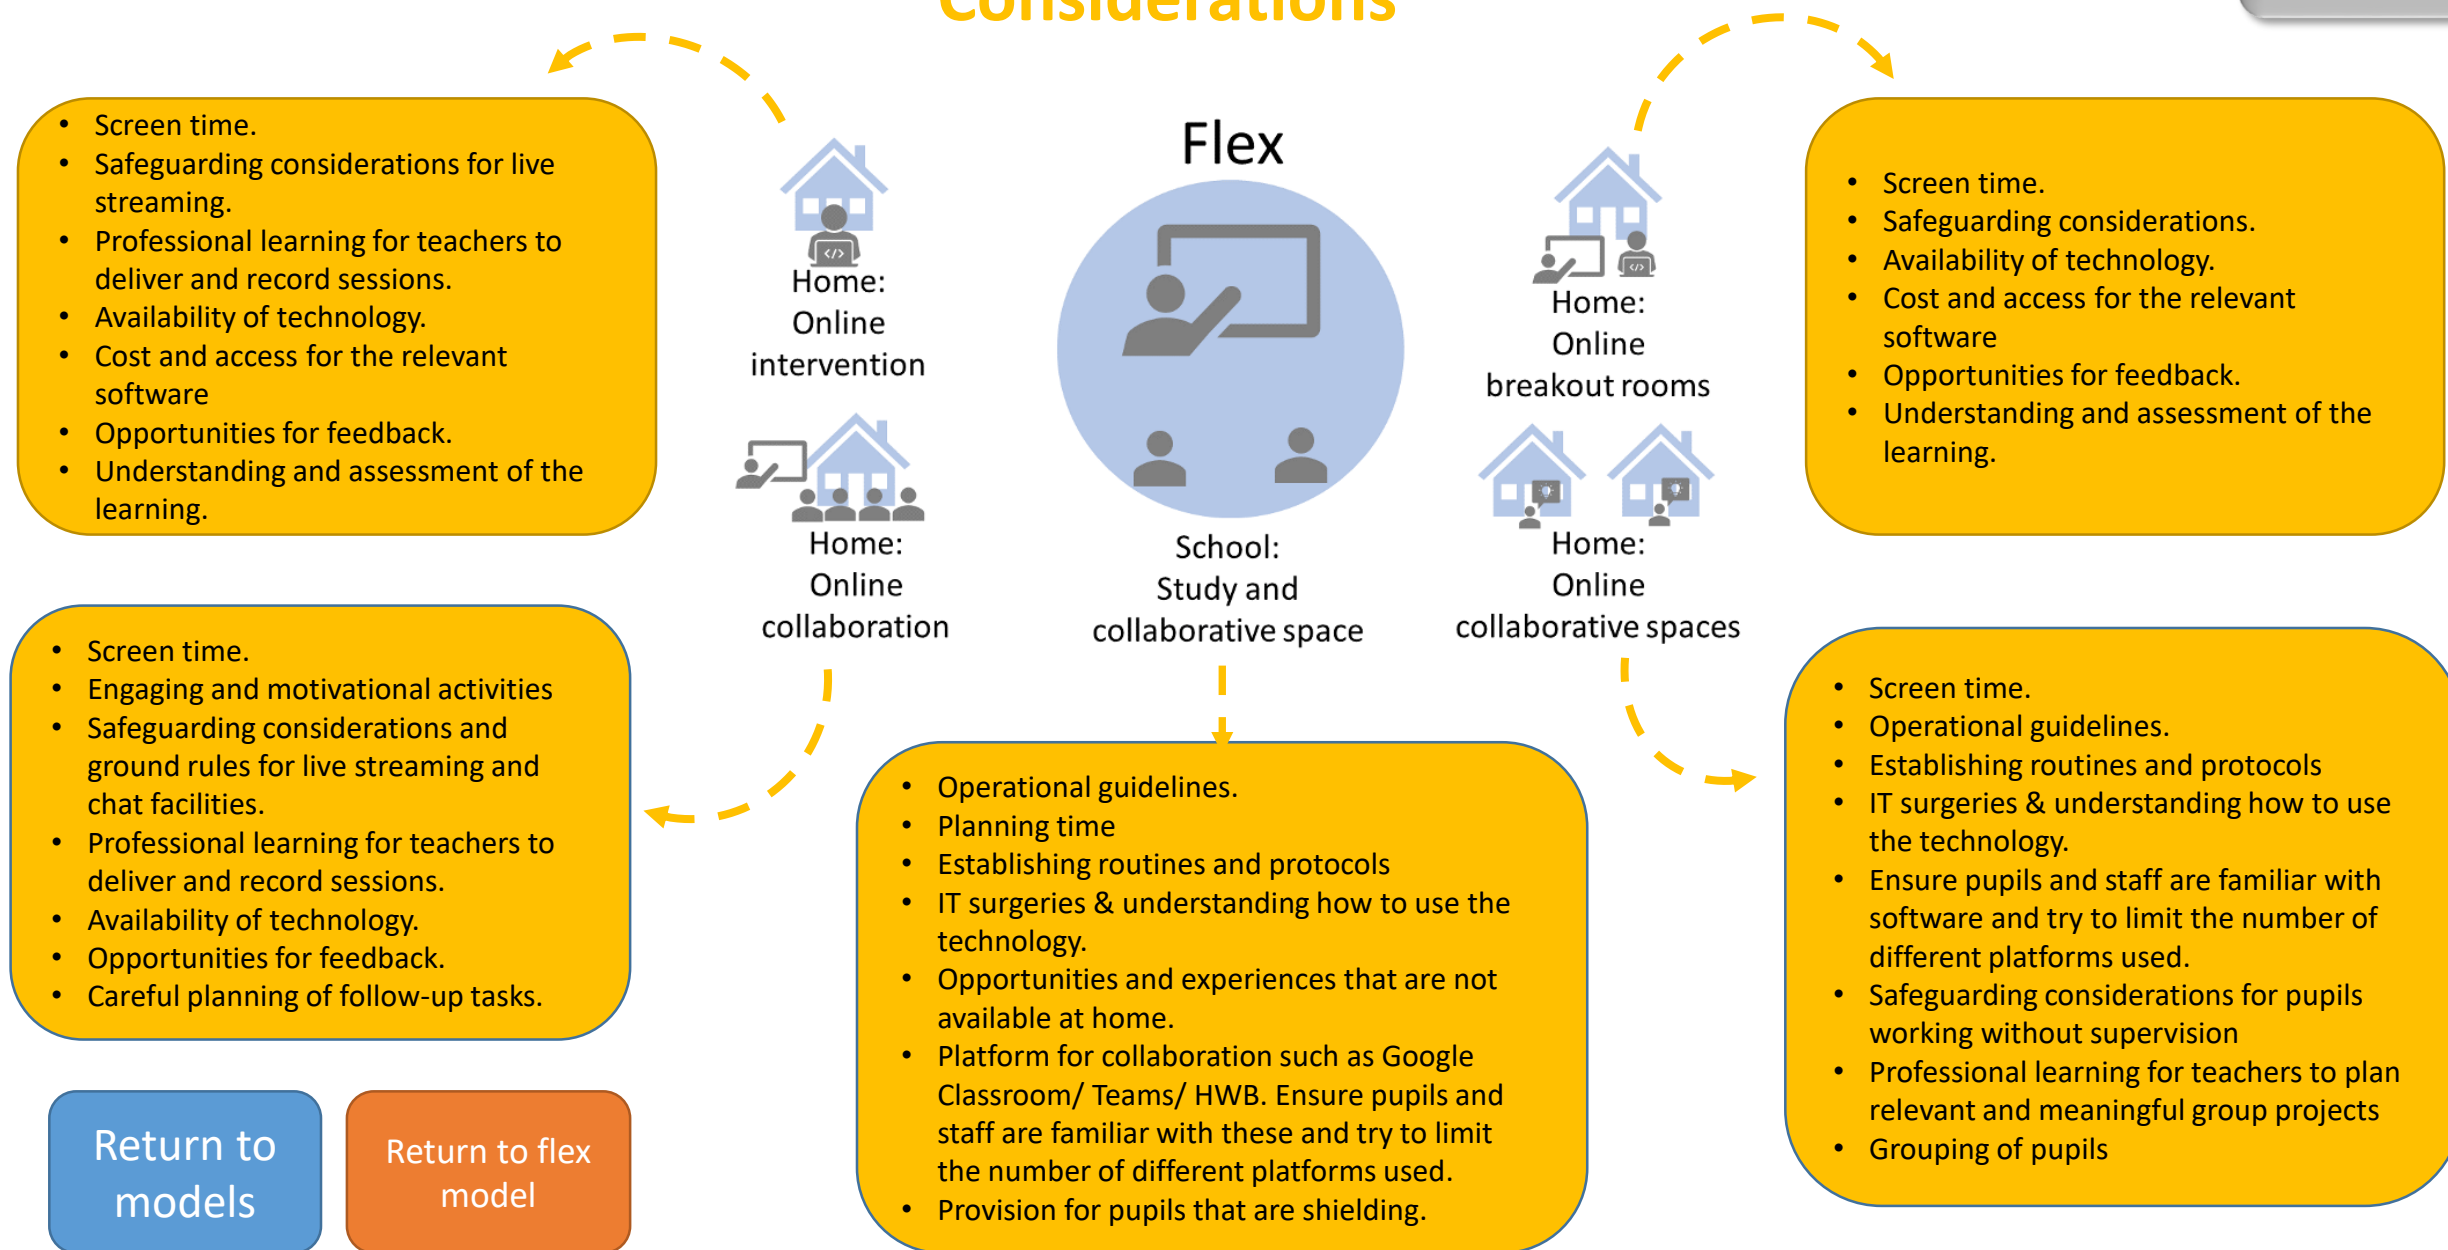 Considerations
• Screen time.
• Safeguarding considerations for live
streaming.
• Professional learning for teachers to
deliver and record sessions.
• Availability of technology.
• Cost and access for the relevant
software
• Opportunities for feedback.
• Understanding and assessment of the
learning.
Home:
Online
intervention
Flex
Home:
Online
breakout rooms
• Screen time.
• Safeguarding considerations.
• Availability of technology.
• Cost and access for the relevant
software
• Opportunities for feedback.
• Understanding and assessment of the
learning.
Home:
Online
collaboration
School:
Study and
collaborative space
Home:
Online
collaborative spaces
• Screen time.
• Engaging and motivational activities
• Safeguarding considerations and
ground rules for live streaming and
chat facilities.
• Professional learning for teachers to
deliver and record sessions.
• Availability of technology.
• Opportunities for feedback.
• Careful planning of follow-up tasks.
• Operational guidelines.
• Planning time
• Establishing routines and protocols
• IT surgeries & understanding how to use the
technology.
• Opportunities and experiences that are not
available at home.
• Platform for collaboration such as Google
Classroom/ Teams/ HWB. Ensure pupils and
staff are familiar with these and try to limit
the number of different platforms used.
• Provision for pupils that are shielding.
• Screen time.
• Operational guidelines.
• Establishing routines and protocols
• IT surgeries & understanding how to use
the technology.
• Ensure pupils and staff are familiar with
software and try to limit the number of
different platforms used.
• Safeguarding considerations for pupils
working without supervision
• Professional learning for teachers to plan
relevant and meaningful group projects
• Grouping of pupils
Return to
models
Return to flex
model